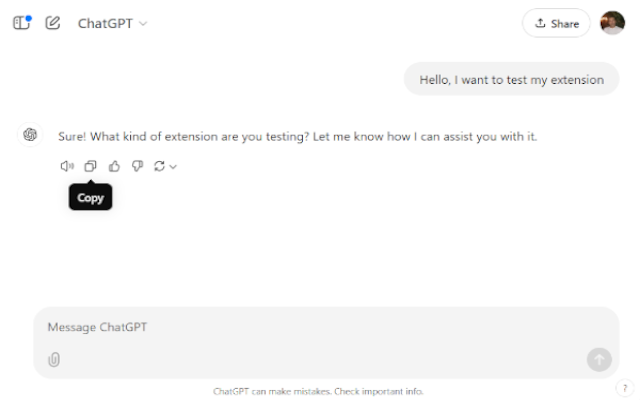 ChatGPT
Share
Hello, I want to test my extension
Sure! What kind of extension are you testing? Let me know how I can assist you with it.
Copy
Message ChatGPT
ChatGPT can make mistakes. Check important info.
?